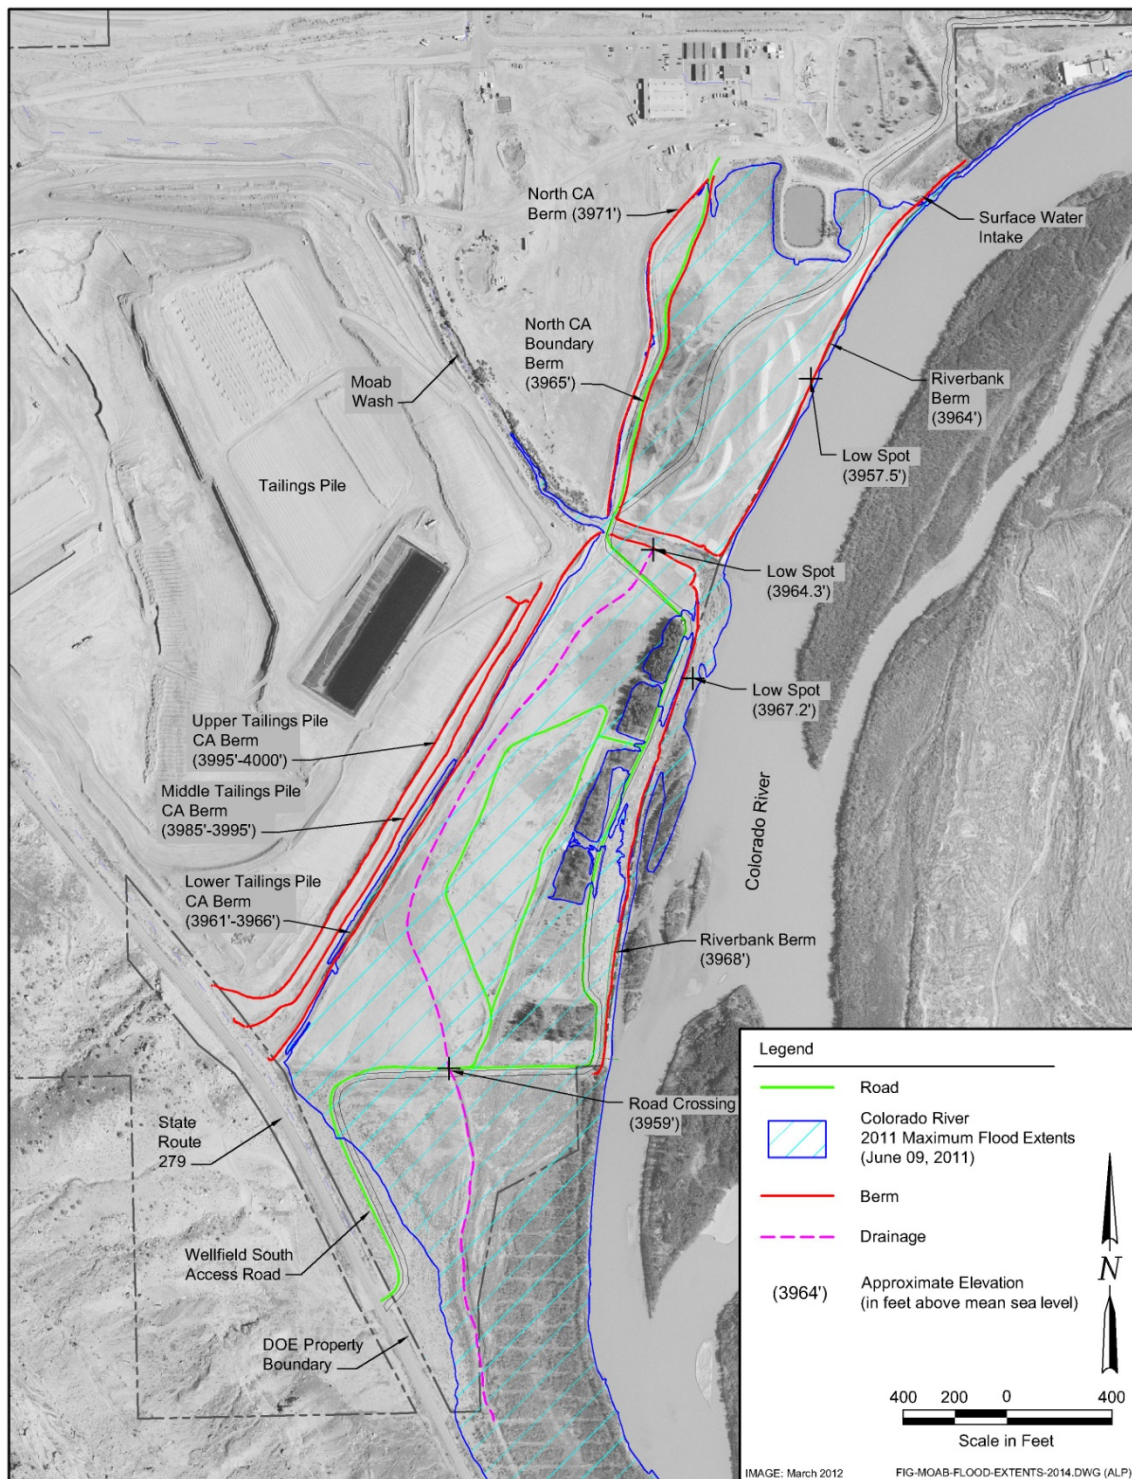 North CA
Berm (3971')
Surface Water
Intake
North CA
Boundary
Berm
(3965')
Moab
Wash
Riverbank
Berm
(3964')
Low Spot
(3957.5')
Tailings Pile
Low Spot
(3964.3')
Low Spot
(3967.2')
Upper Tailings Pile
CA Berm
(3995'-4000')
Middle Tailings Pile
CA Berm
(3985'-3995')
Colorado River
Lower Tailings Pile
CA Berm
(3961'-3966')
Riverbank Berm
(3968')
Road Crossing
(3959')
State
Route
279
Wellfield South
Access Road
DOE Property
Boundary
Legend
Road
Colorado River
2011 Maximum Flood Extents
(June 09, 2011)
Berm
Drainage
(3964')
Approximate Elevation
(in feet above mean sea level)
N
400 200 0 400
Scale in Feet
IMAGE: March 2012
FIG-MOAB-FLOOD-EXTENTS-2014.DWG (ALP)